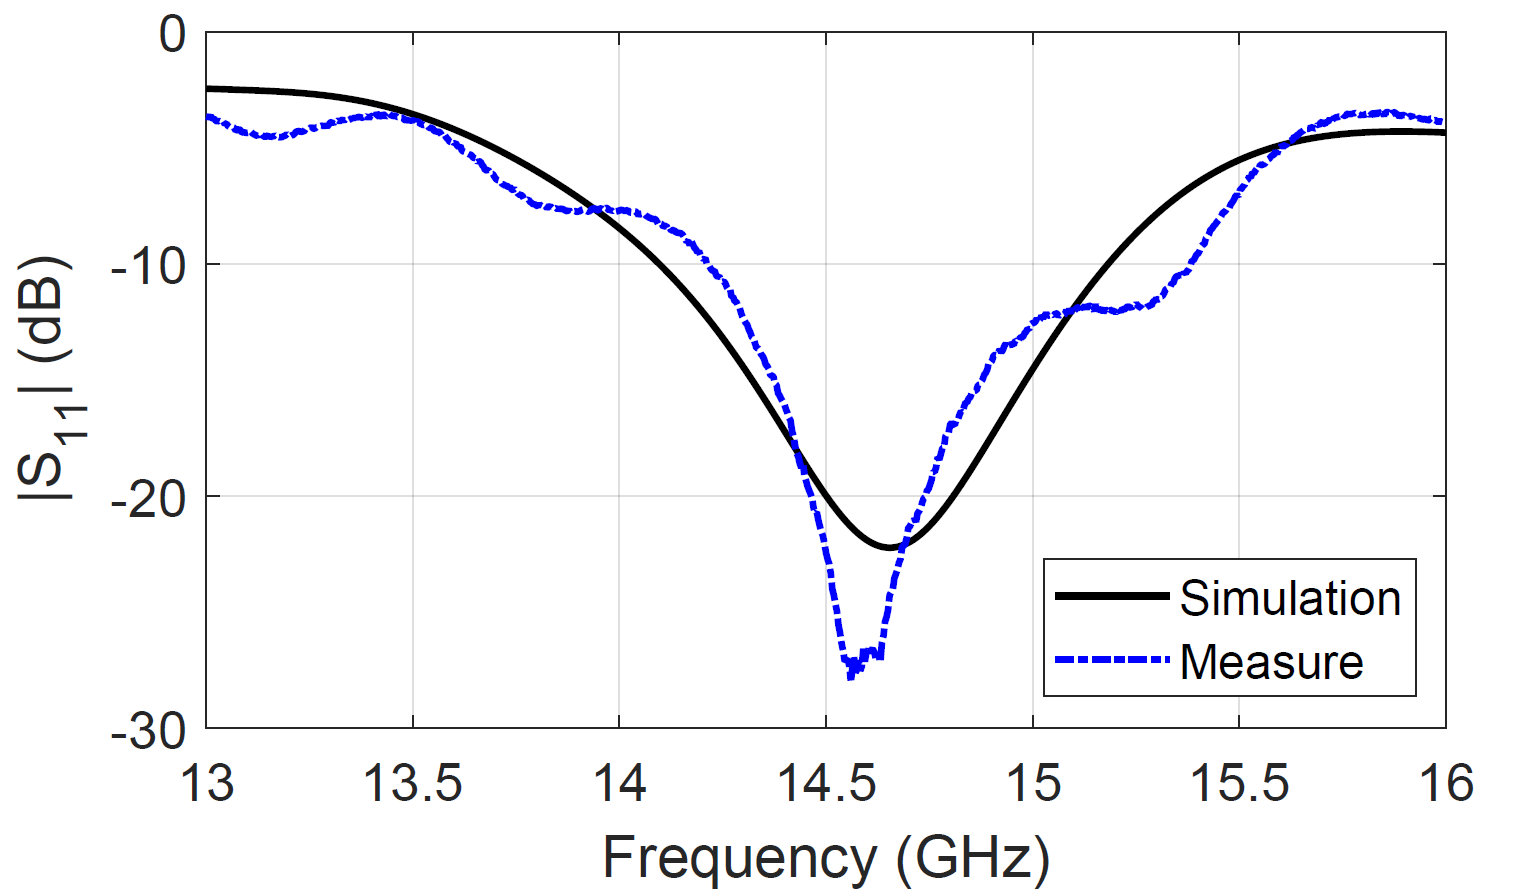 0
-10
-20
-30
|S11| (dB)
13 13.5 14 14.5 15 15.5 16
Frequency (GHz)
Simulation
Measure